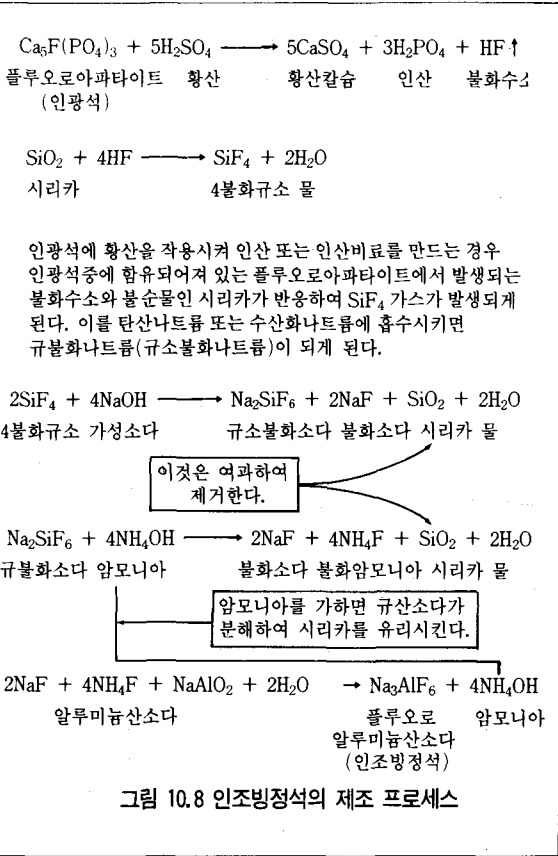 Ca₅F(PO₄)₃ + 5H₂SO₄ ⟶ 5CaSO₄ + 3H₂PO₄ + HF↑
플루오로아파타이트 황산 황산칼슘 인산 불화수소
(인광석)
SiO₂ + 4HF ⟶ SiF₄ + 2H₂O
시리카 4불화규소 물
인광석에 황산을 작용시켜 인산 또는 인산비료를 만드는 경우
인광석중에 함유되어져 있는 플루오로아파타이트에서 발생되는
불화수소와 불순물인 시리카가 반응하여 SiF₄ 가스가 발생되게
된다. 이를 탄산나트륨 또는 수산화나트륨에 흡수시키면
규불화나트륨(규소불화나트륨)이 되게 된다.
2SiF₄ + 4NaOH ⟶ Na₂SiF₆ + 2NaF + SiO₂ + 2H₂O
4불화규소 가성소다 규소불화소다 불화소다 시리카 물
이것은 여과하여
제거한다.
Na₂SiF₆ + 4NH₄OH ⟶ 2NaF + 4NH₄F + SiO₂ + 2H₂O
규불화소다 암모니아 불화소다 불화암모니아 시리카 물
암모니아를 가하면 규산소다가
분해하여 시리카를 유리시킨다.
2NaF + 4NH₄F + NaAlO₂ + 2H₂O → Na₃AlF₆ + 4NH₄OH
알루미늄산소다 플루오로 암모니아
알루미늄산소다
(인조빙정석)
그림 10.8 인조빙정석의 제조 프로세스